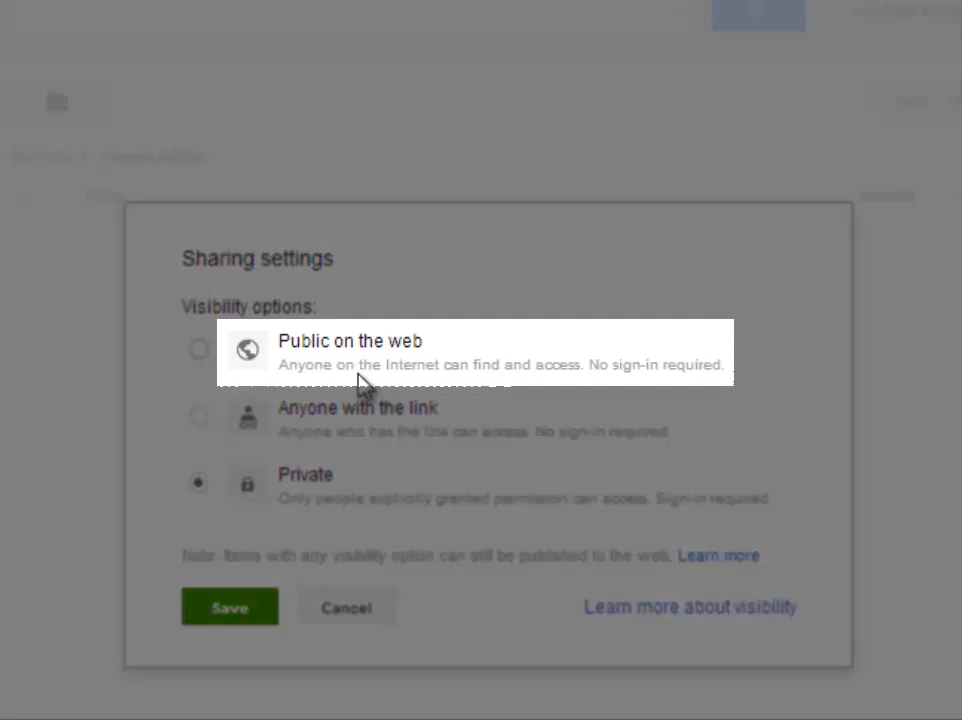 Sharing settings
Visibility options:
Public on the web
Anyone on the Internet can find and access. No sign-in required.
Anyone with the link
Anyone who has the link can access. No sign-in required.
Private
Only people explicitly granted permission can access. Sign-in required.
Note: Items with any visibility option can still be published to the web. Learn more
Save
Cancel
Learn more about visibility